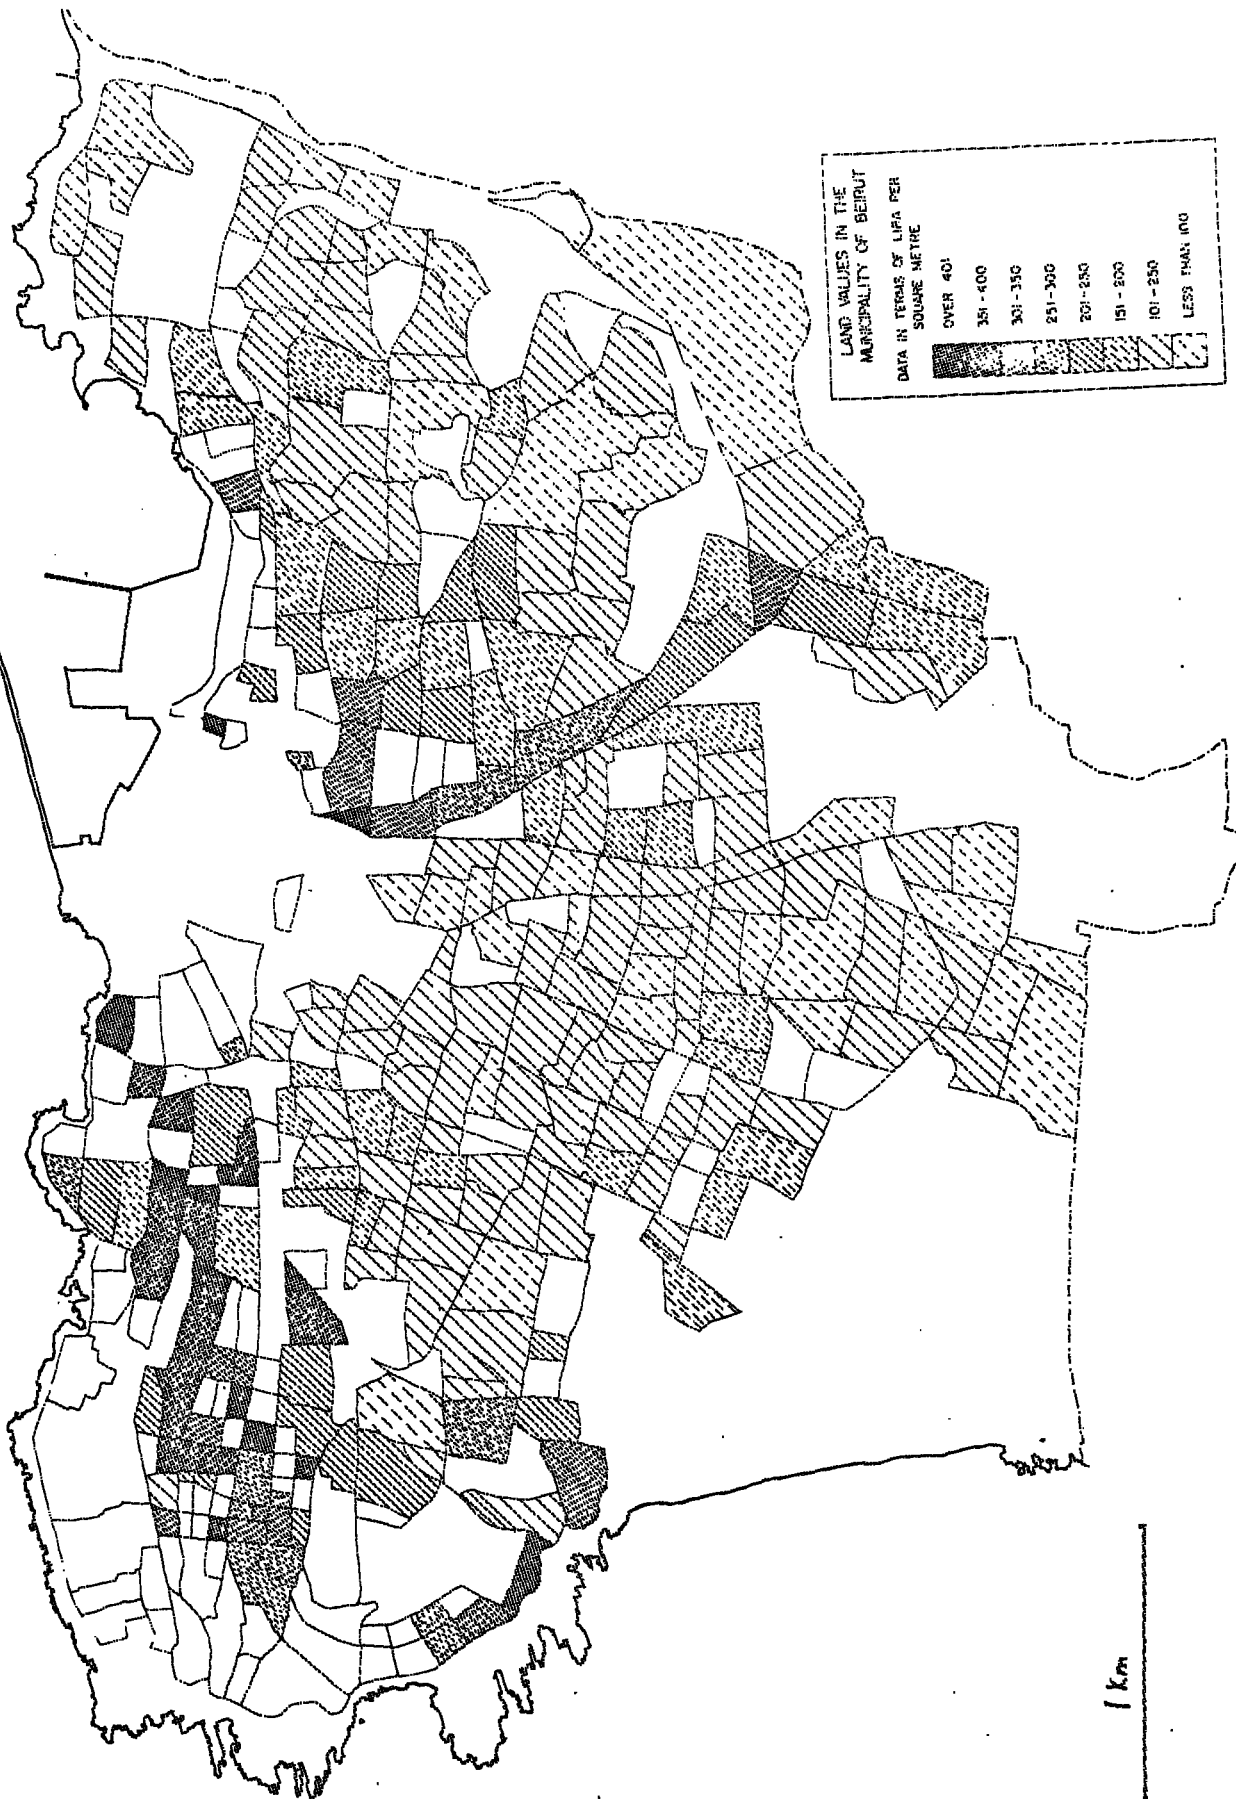 LAND VALUES IN THE
MUNICIPALITY OF BEIRUT
DATA IN TERMS OF LIRA PER
SQUARE METRE
OVER 401
351-400
301-350
251-300
201-250
151-200
101-250
LESS THAN 100
1 Km